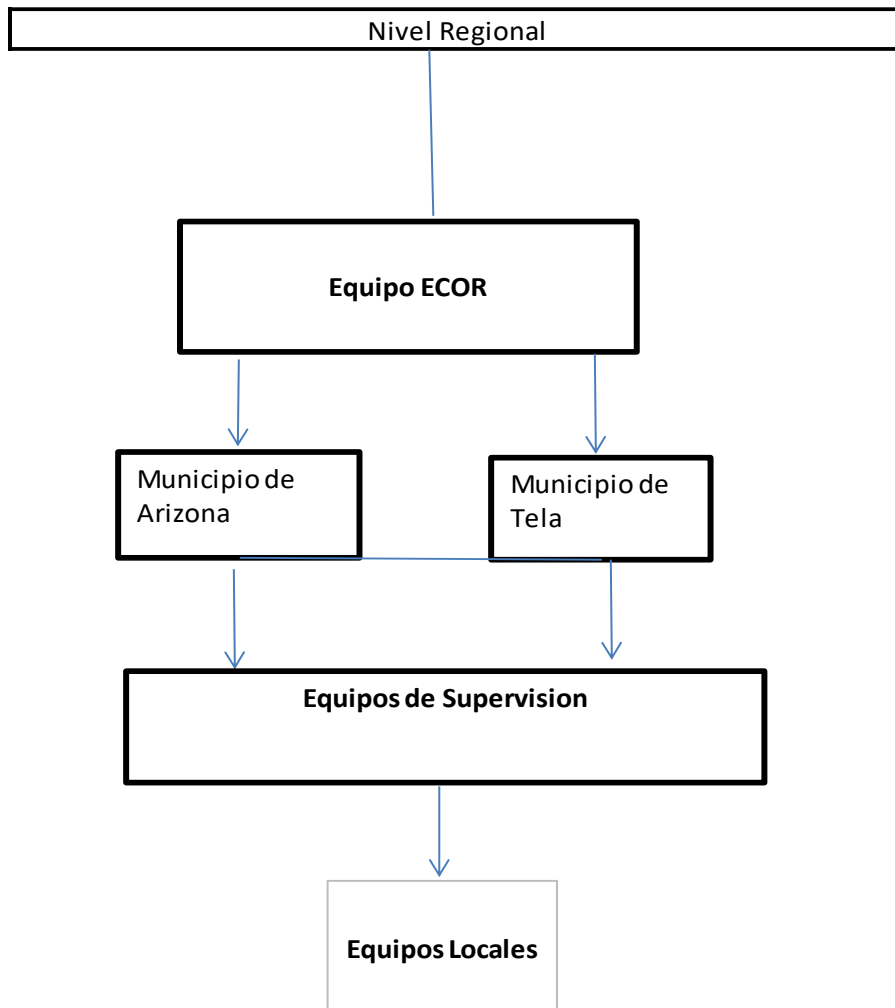 Nivel Regional
Equipo ECOR
Municipio de
Arizona
Municipio de
Tela
Equipos de Supervision
Equipos Locales